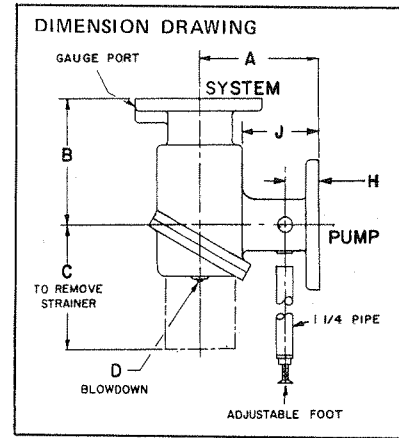 DIMENSION DRAWING
GAUGE PORT
A
SYSTEM
J
B
H
PUMP
C
TO REMOVE
STRAINER
1 1/4 PIPE
D
BLOWDOWN
ADJUSTABLE FOOT